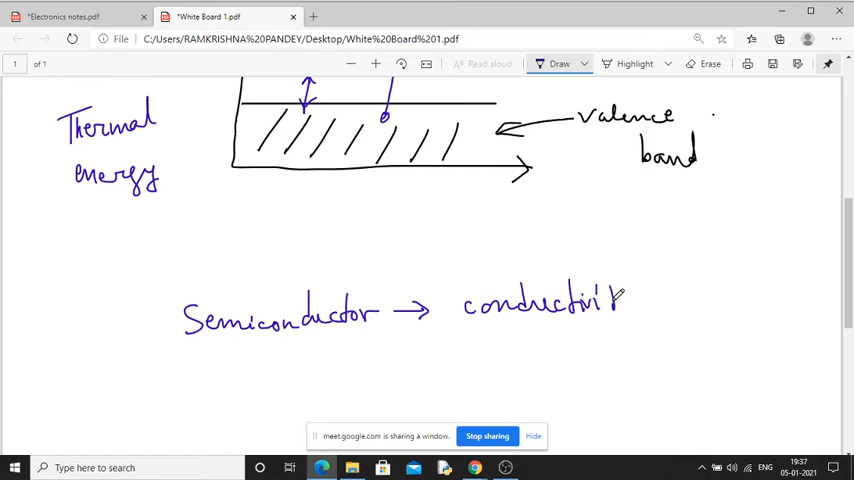 *Electronics notes.pdf
*White Board 1.pdf
File
C:/Users/RAMKRISHNA%20PANDEY/Desktop/White%20Board%201.pdf
1 of 1
Read aloud
Draw
Highlight
Erase
Thermal
energy
valence
band
Semiconductor → conductivit
meet.google.com is sharing a window.
Stop sharing
Hide
Type here to search
ENG
19:37
05-01-2021